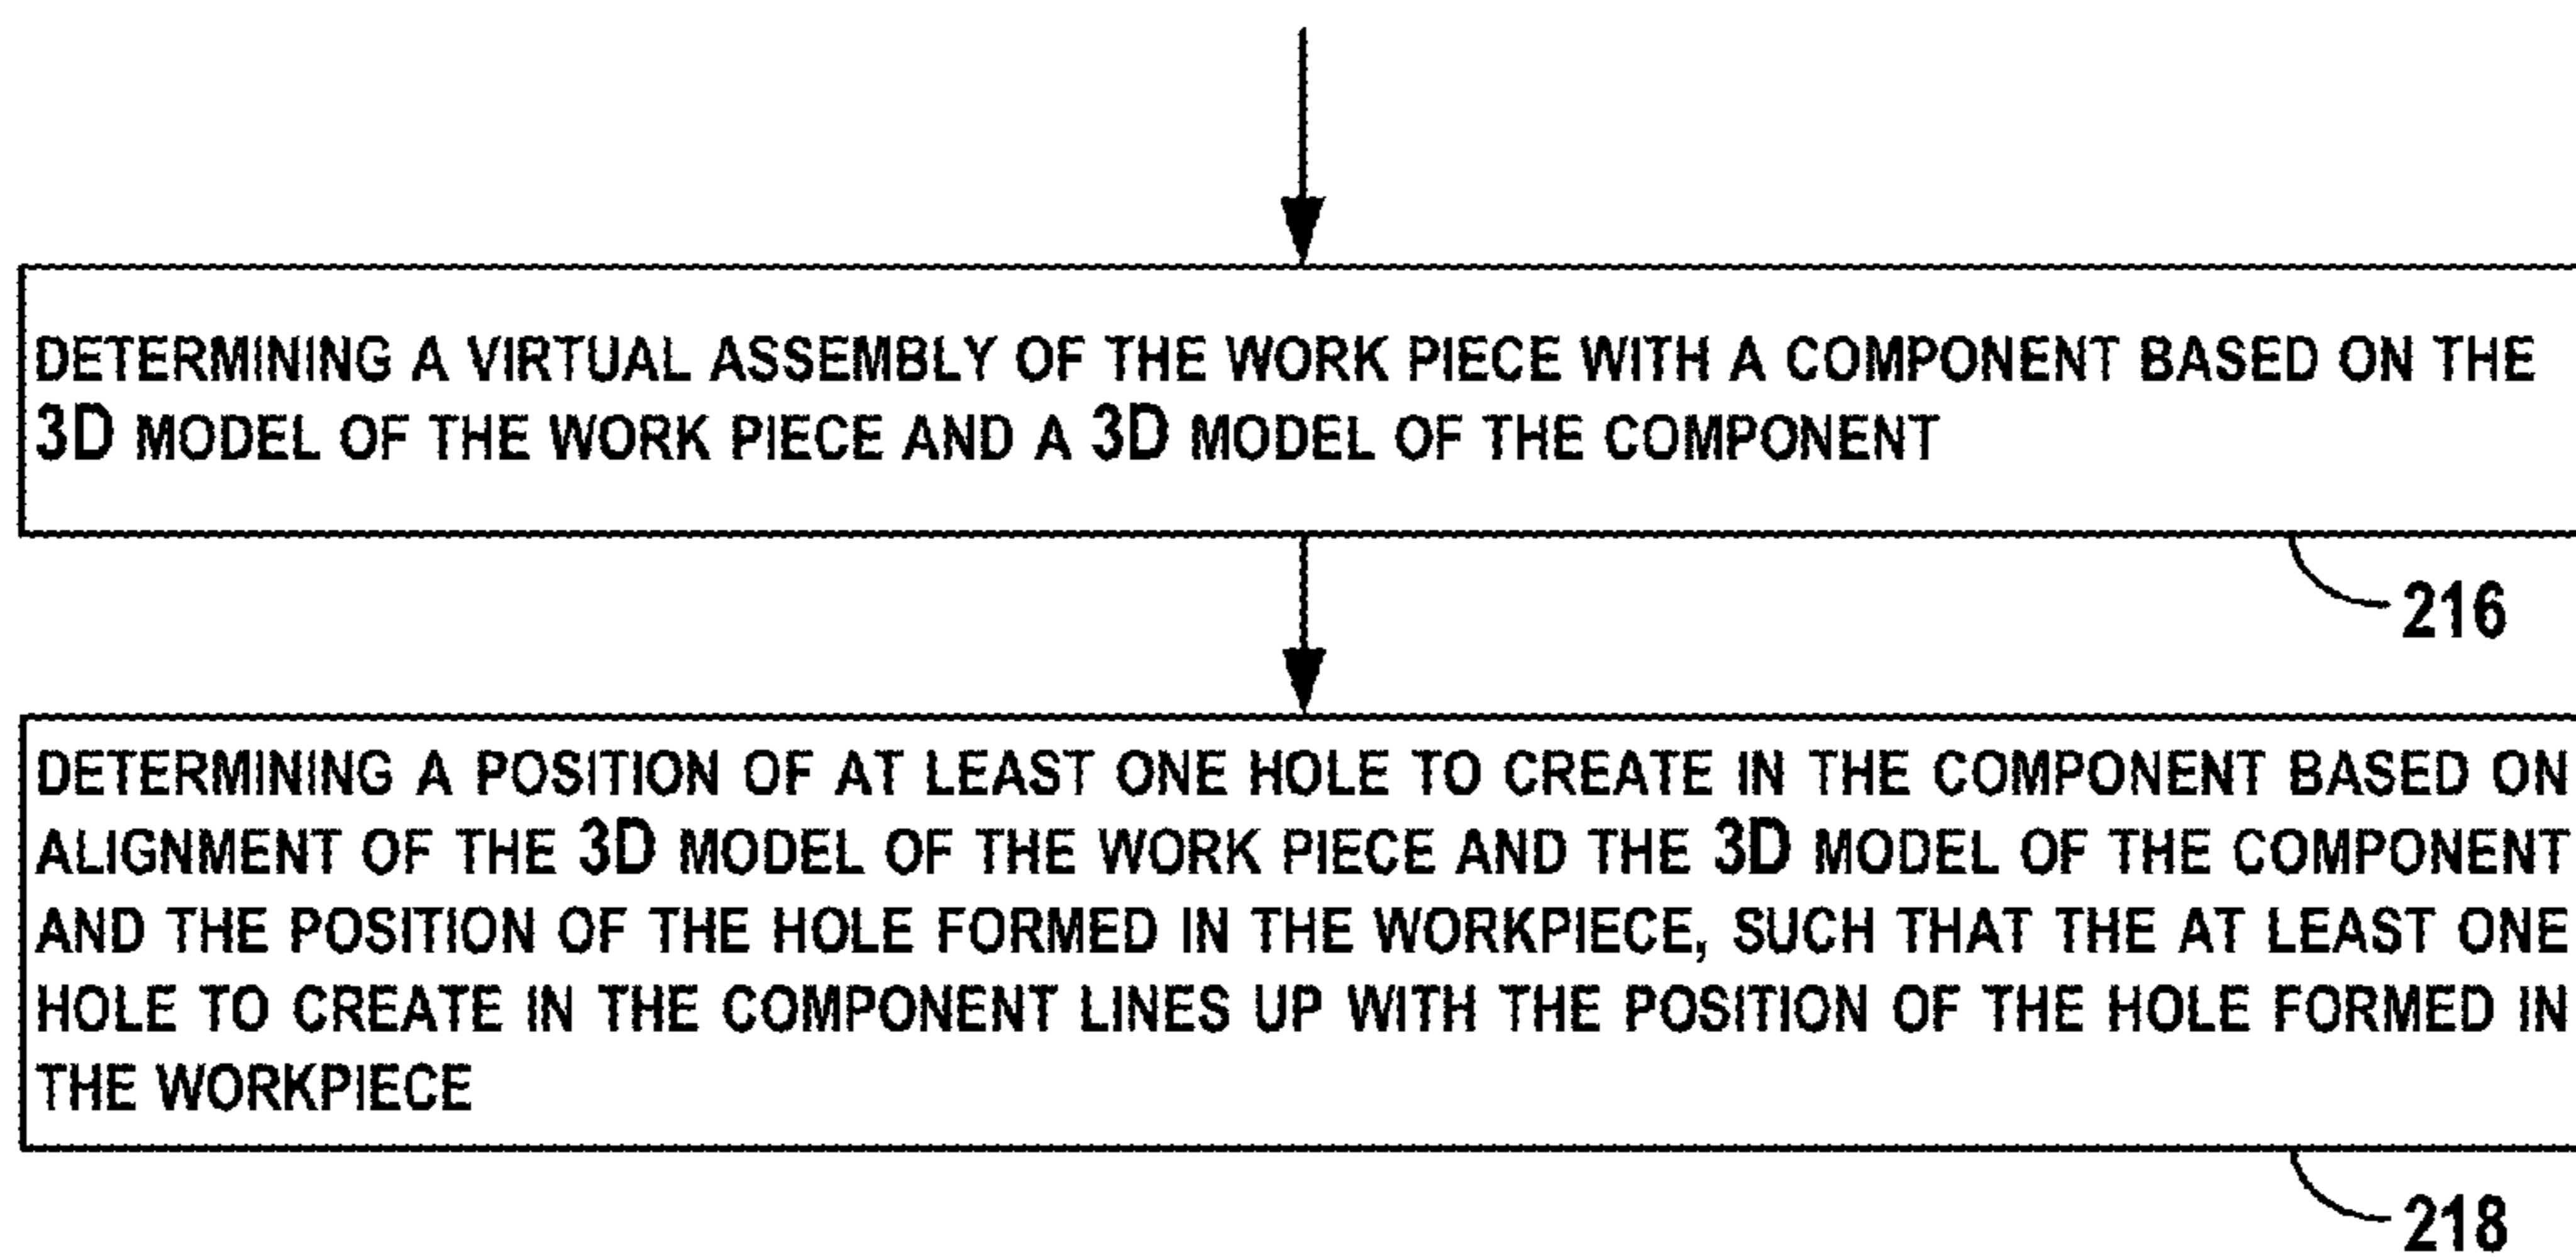 DETERMINING A VIRTUAL ASSEMBLY OF THE WORK PIECE WITH A COMPONENT BASED ON THE
3D MODEL OF THE WORK PIECE AND A 3D MODEL OF THE COMPONENT
216
DETERMINING A POSITION OF AT LEAST ONE HOLE TO CREATE IN THE COMPONENT BASED ON
ALIGNMENT OF THE 3D MODEL OF THE WORK PIECE AND THE 3D MODEL OF THE COMPONENT
AND THE POSITION OF THE HOLE FORMED IN THE WORKPIECE, SUCH THAT THE AT LEAST ONE
HOLE TO CREATE IN THE COMPONENT LINES UP WITH THE POSITION OF THE HOLE FORMED IN
THE WORKPIECE
218